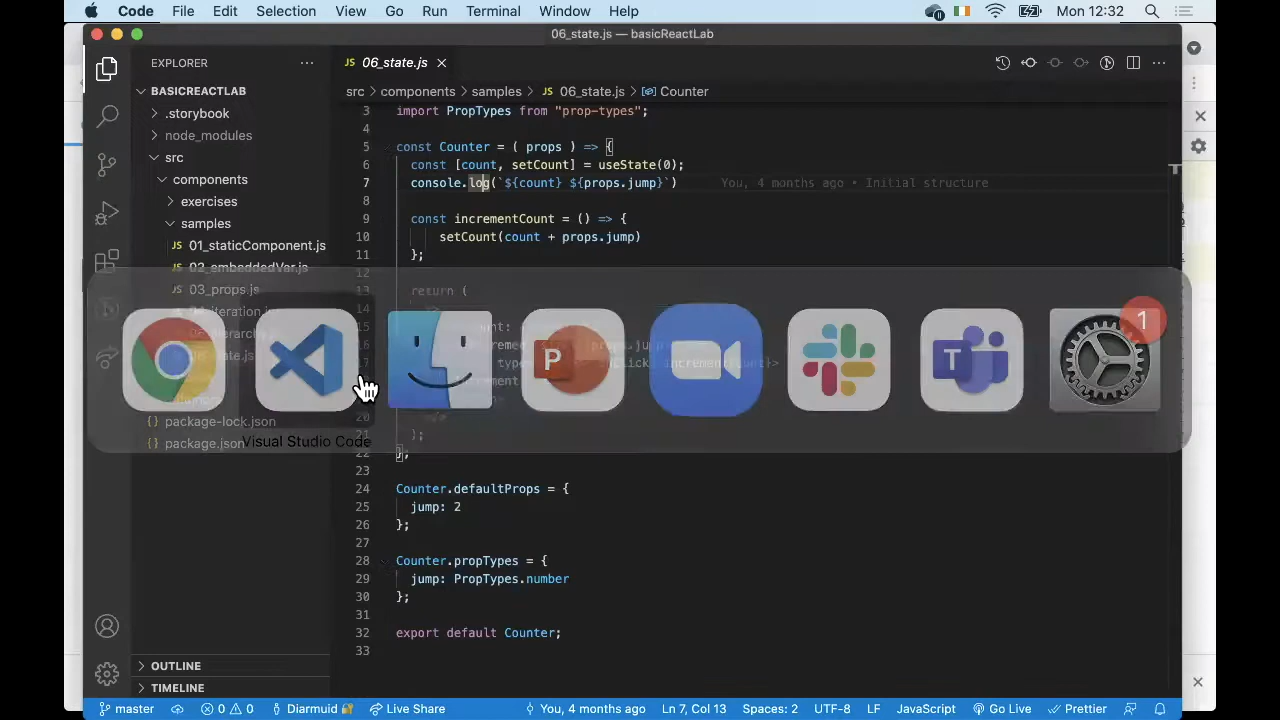 Code File Edit Selection View Go Run Terminal Window Help Mon 12:32
06_state.js — basicReactLab
EXPLORER
BASICREACTLAB
.storybook
node_modules
src
components
exercises
samples
01_staticComponent.js
02_embeddedVar.js
03_props.js
package-lock.json
package.json
OUTLINE
TIMELINE
06_state.js
src > components > samples > 06_state.js > Counter
3 import PropTypes from "prop-types";
4
5 const Counter = ( props ) => {
6 const [count, setCount] = useState(0);
7 console.log(`${count} ${props.jump}`) You, 4 months ago • Initial structure
8
9 const incrementCount = () => {
10 setCount(count + props.jump)
11 };
12
13 return (
20
21 );
22 };
23
24 Counter.defaultProps = {
25 jump: 2
26 };
27
28 Counter.propTypes = {
29 jump: PropTypes.number
30 };
31
32 export default Counter;
33
1
Visual Studio Code
master 0 0 Diarmuid Live Share You, 4 months ago Ln 7, Col 13 Spaces: 2 UTF-8 LF JavaScript Go Live Prettier